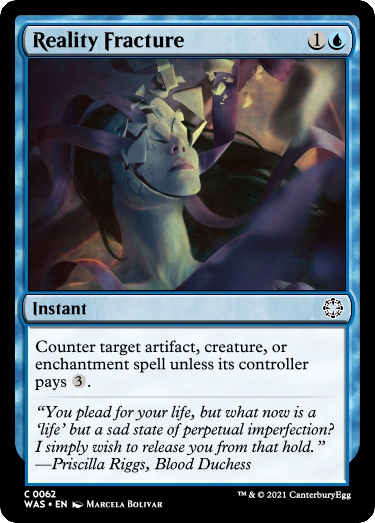 Reality Fracture 1
Instant
Counter target artifact, creature, or
enchantment spell unless its controller
pays 3.
“You plead for your life, but what now is a
‘life’ but a sad state of perpetual imperfection?
I simply wish to release you from that hold.”
—Priscilla Riggs, Blood Duchess
C 0062
WAS • EN Marcela Bolivar
™ & © 2021 CanterburyEgg